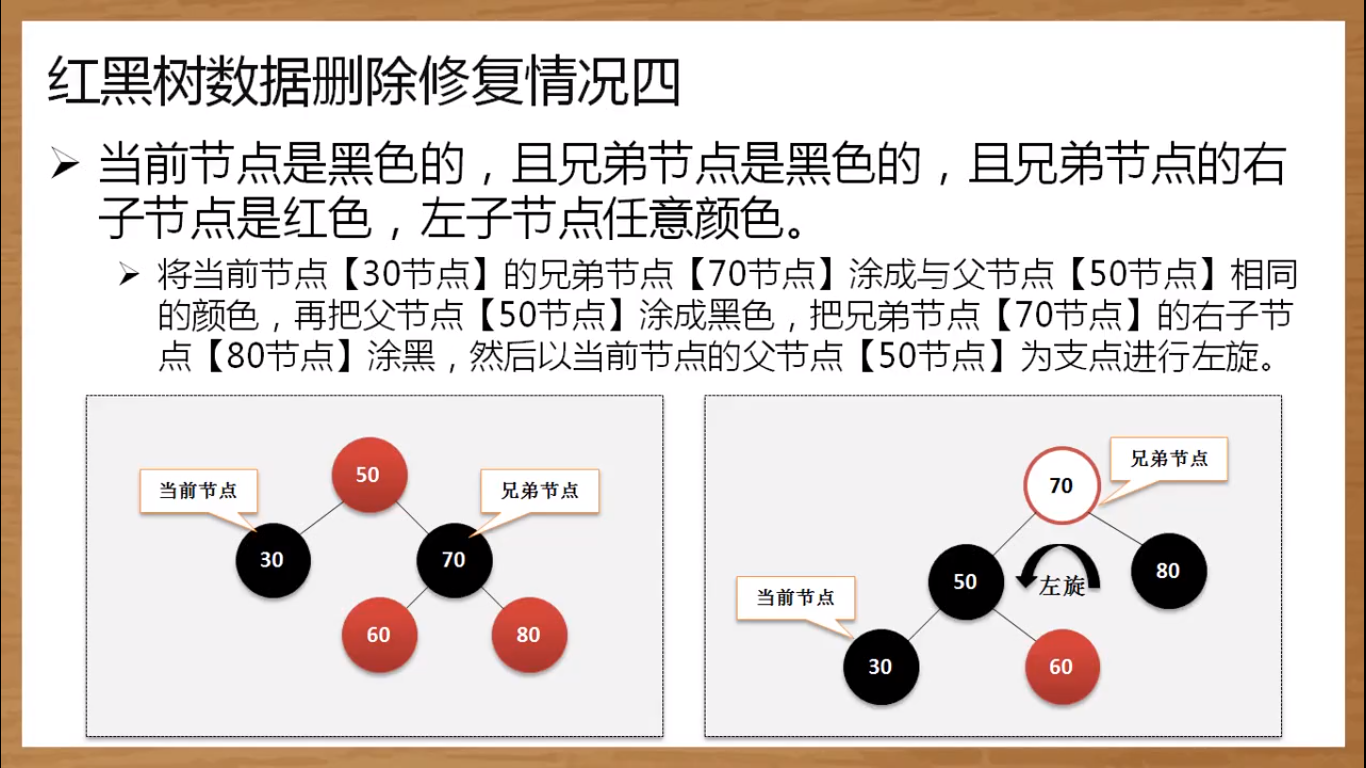 红黑树数据删除修复情况四
当前节点是黑色的，且兄弟节点是黑色的，且兄弟节点的右
子节点是红色，左子节点任意颜色。
将当前节点【30节点】的兄弟节点【70节点】涂成与父节点【50节点】相同
的颜色，再把父节点【50节点】涂成黑色，把兄弟节点【70节点】的右子节
点【80节点】涂黑，然后以当前节点的父节点【50节点】为支点进行左旋。
50
当前节点
兄弟节点
30
70
60
80
兄弟节点
70
50
左旋
80
当前节点
30
60